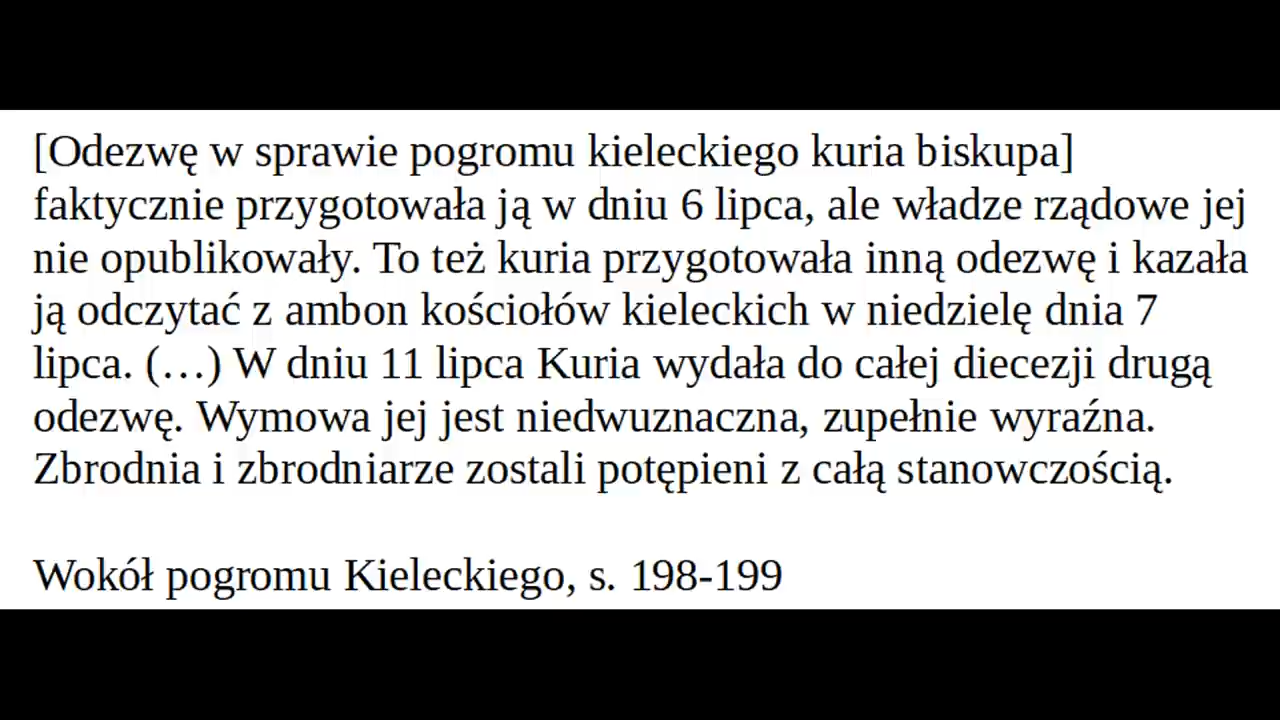 [Odezwę w sprawie pogromu kieleckiego kuria biskupa]
faktycznie przygotowała ją w dniu 6 lipca, ale władze rządowe jej
nie opublikowały. To też kuria przygotowała inną odezwę i kazała
ją odczytać z ambon kościołów kieleckich w niedzielę dnia 7
lipca. (…) W dniu 11 lipca Kuria wydała do całej diecezji drugą
odezwę. Wymowa jej jest niedwuznaczna, zupełnie wyraźna.
Zbrodnia i zbrodniarze zostali potępieni z całą stanowczością.
Wokół pogromu Kieleckiego, s. 198-199